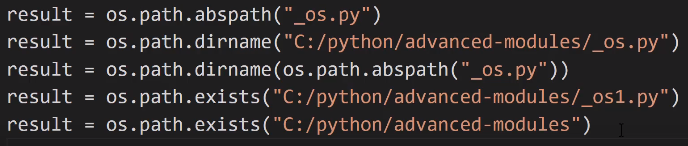 result = os.path.abspath("_os.py")
result = os.path.dirname("C:/python/advanced-modules/_os.py")
result = os.path.dirname(os.path.abspath("_os.py"))
result = os.path.exists("C:/python/advanced-modules/_os1.py")
result = os.path.exists("C:/python/advanced-modules")